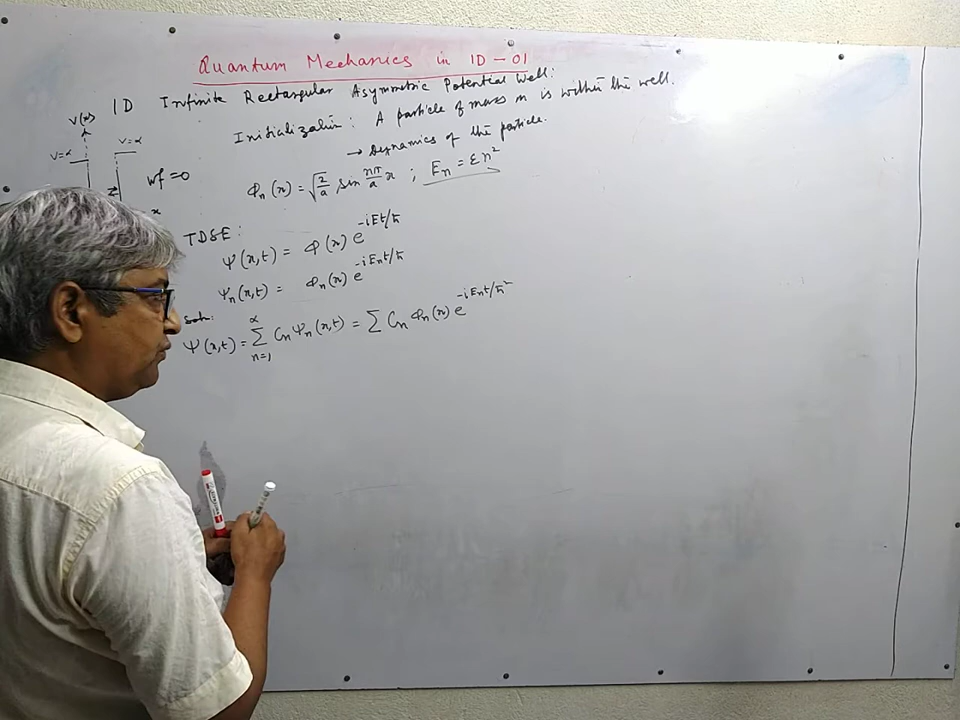 Quantum Mechanics in 1D - 01
1D Infinite Rectangular Asymmetric Potential Well:
Initialization: A particle of mass m is within the well.
→ Dynamics of the particle.
V(x)
V=α V=α
wf=0
x
Φn(x) = √(2/a) sin nπ/a x ; En = εn²
TDSE:
Ψ(x,t) = Φ(x) e^(-iEt/ħ)
Ψn(x,t) = Φn(x) e^(-iEnt/ħ)
Soln:
Ψ(x,t) = ∑_(n=1)^α Cn Ψn(x,t) = ∑ Cn Φn(x) e^(-iEnt/ħ²)